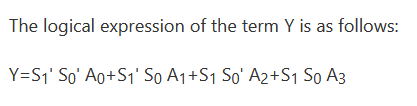 The logical expression of the term Y is as follows:
Y=S₁' S₀' A₀+S₁' S₀ A₁+S₁ S₀' A₂+S₁ S₀ A₃